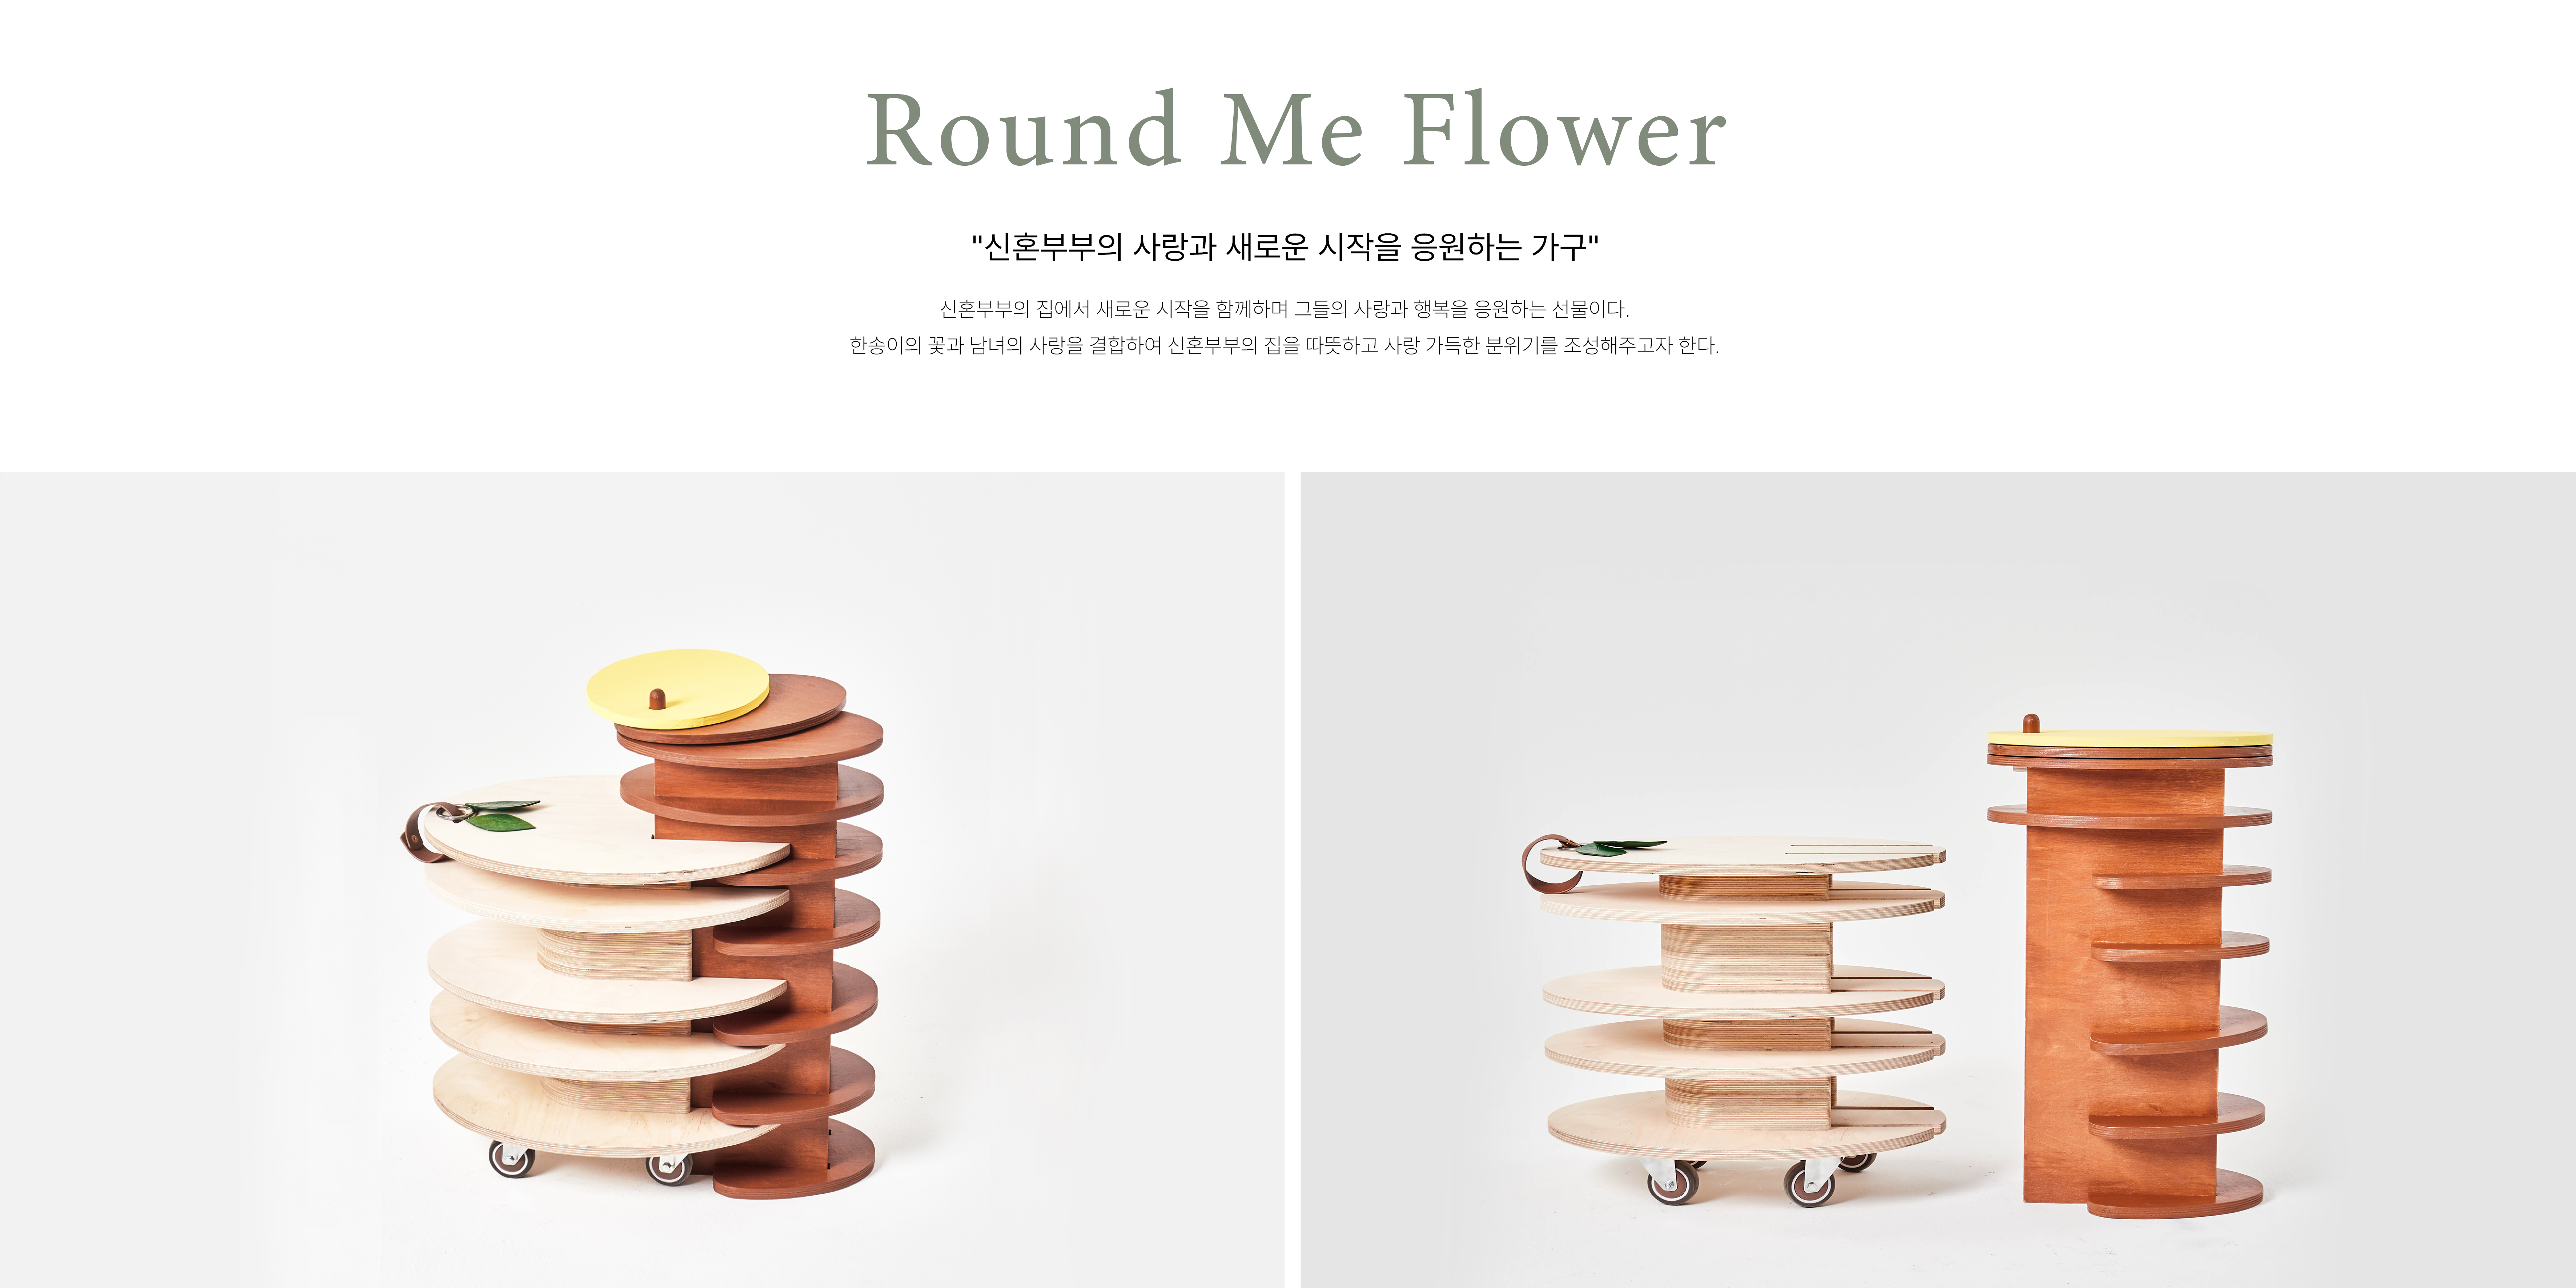 Round Me Flower
"신혼부부의 사랑과 새로운 시작을 응원하는 가구"
신혼부부의 집에서 새로운 시작을 함께하며 그들의 사랑과 행복을 응원하는 선물이다.
한송이의 꽃과 남녀의 사랑을 결합하여 신혼부부의 집을 따뜻하고 사랑 가득한 분위기를 조성해주고자 한다.